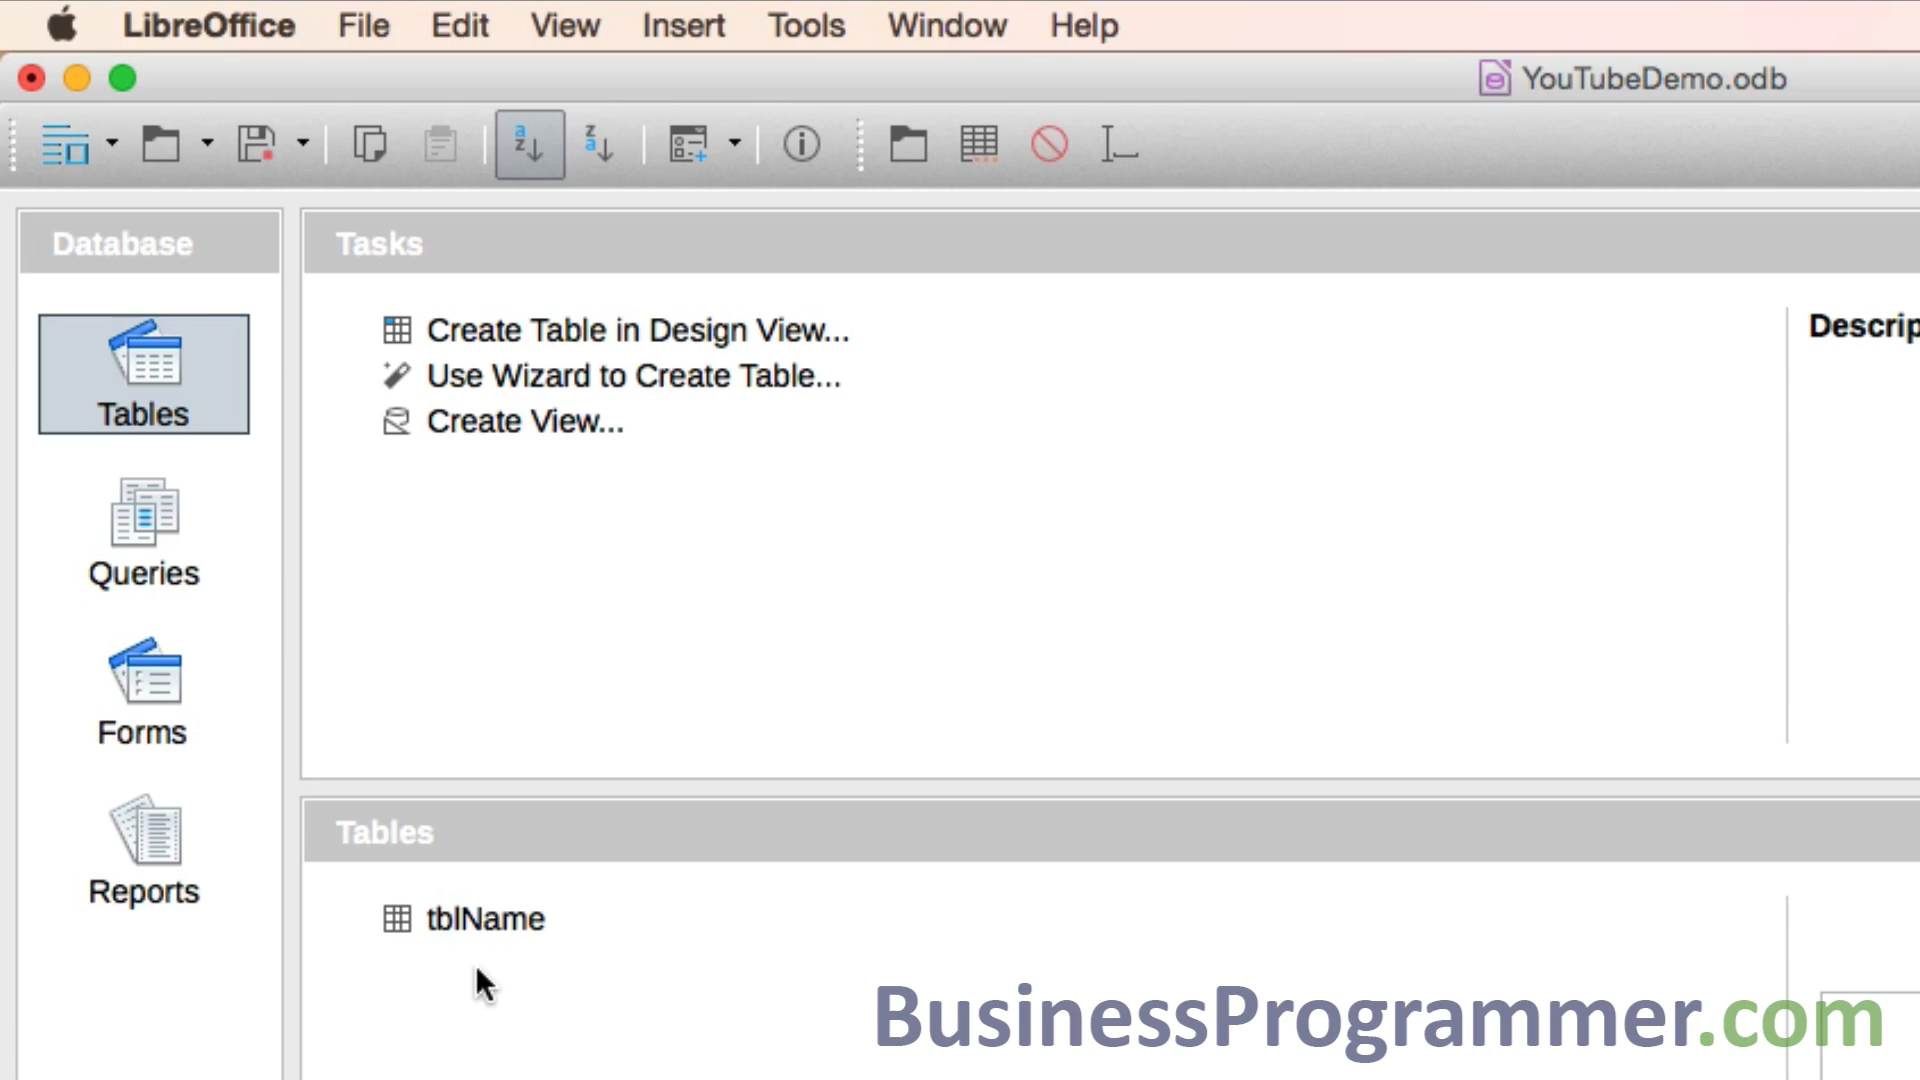 LibreOffice File Edit View Insert Tools Window Help
YouTubeDemo.odb
Database
Tasks
Create Table in Design View...
Use Wizard to Create Table...
Create View...
Descrip
Tables
Queries
Forms
Reports
Tables
tblName
BusinessProgrammer.com